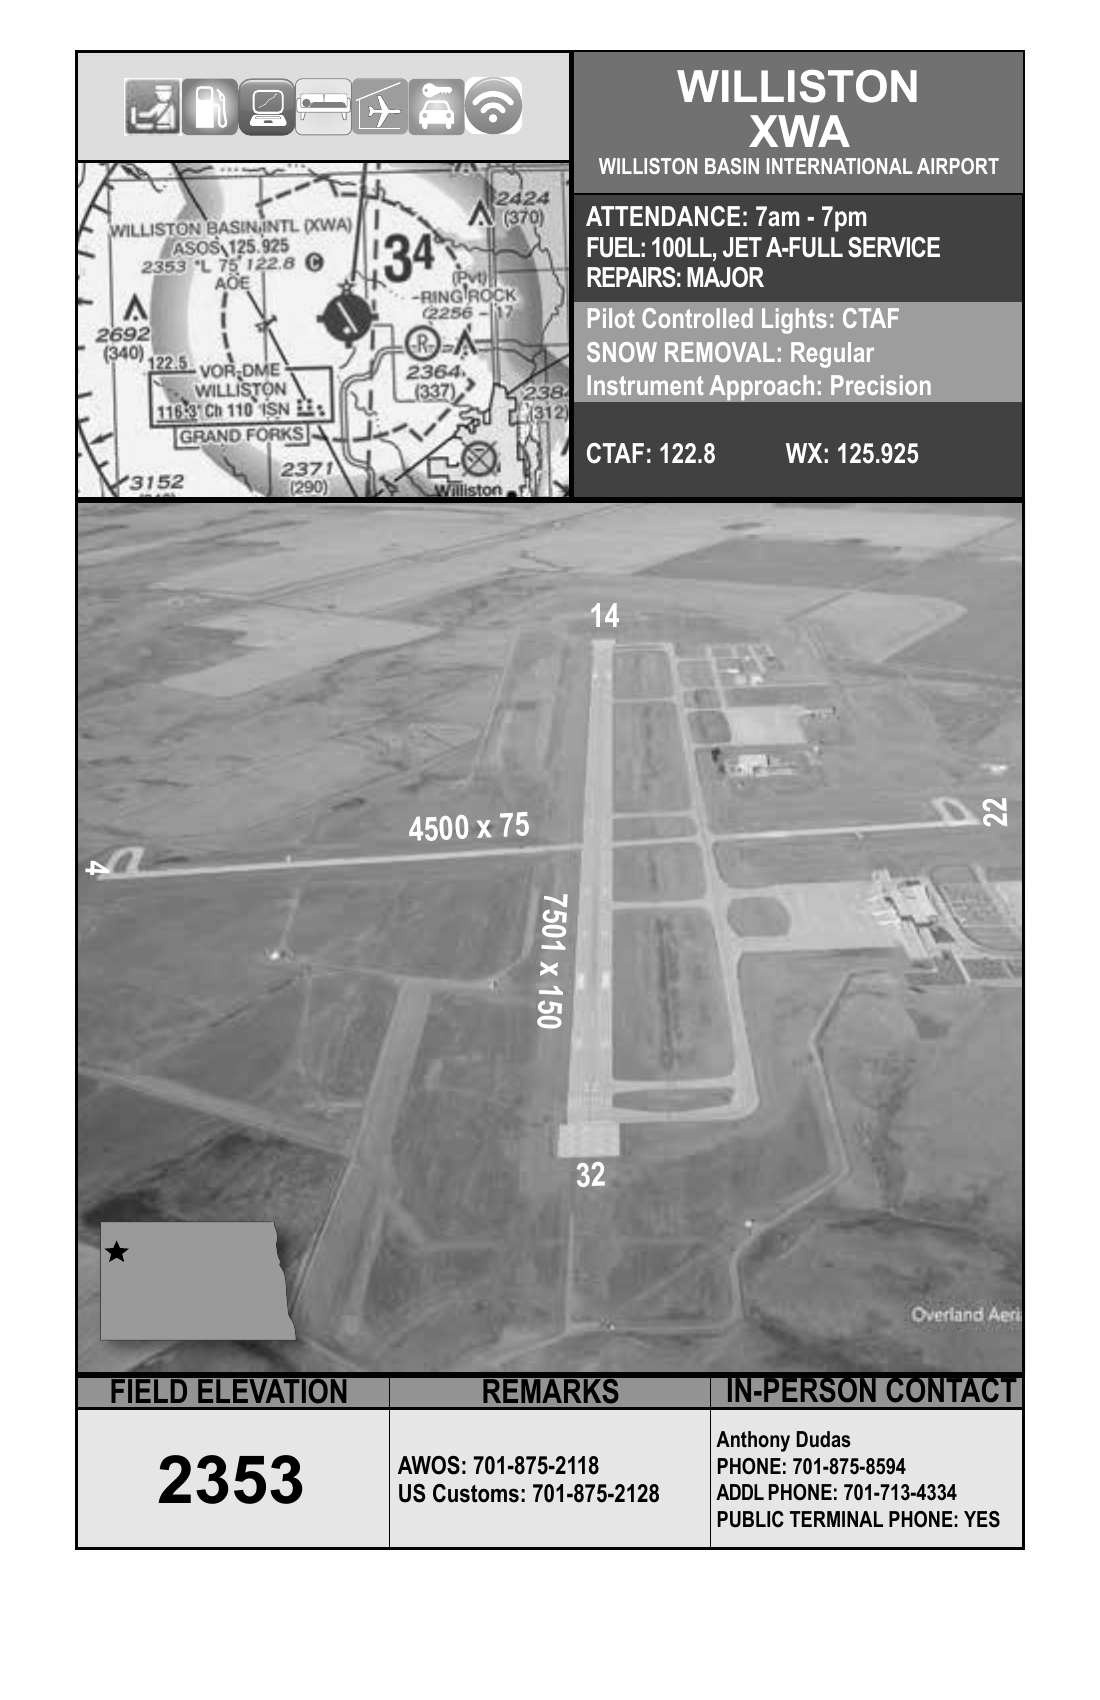 WILLISTON
XWA
WILLISTON BASIN INTERNATIONAL AIRPORT
ATTENDANCE: 7am - 7pm
FUEL: 100LL, JET A-FULL SERVICE
REPAIRS: MAJOR
Pilot Controlled Lights: CTAF
SNOW REMOVAL: Regular
Instrument Approach: Precision
CTAF: 122.8 WX: 125.925
2424
(370)
WILLISTON BASIN INTL (XWA)
ASOS 125.925
2353 *L 75 122.8 C
AOE
34
(Pvt)
RING ROCK
(2256 - 17
2692
(340)
R
2364
(337)
122.5
VOR-DME
WILLISTON
116.3 Ch 110 ISN
GRAND FORKS
2384
(312)
2371
(290)
3152
Williston
14
4500 x 75
22
4
7501 x 150
32
Overland Aeri
FIELD ELEVATION
2353
REMARKS
AWOS: 701-875-2118
US Customs: 701-875-2128
IN-PERSON CONTACT
Anthony Dudas
PHONE: 701-875-8594
ADDL PHONE: 701-713-4334
PUBLIC TERMINAL PHONE: YES